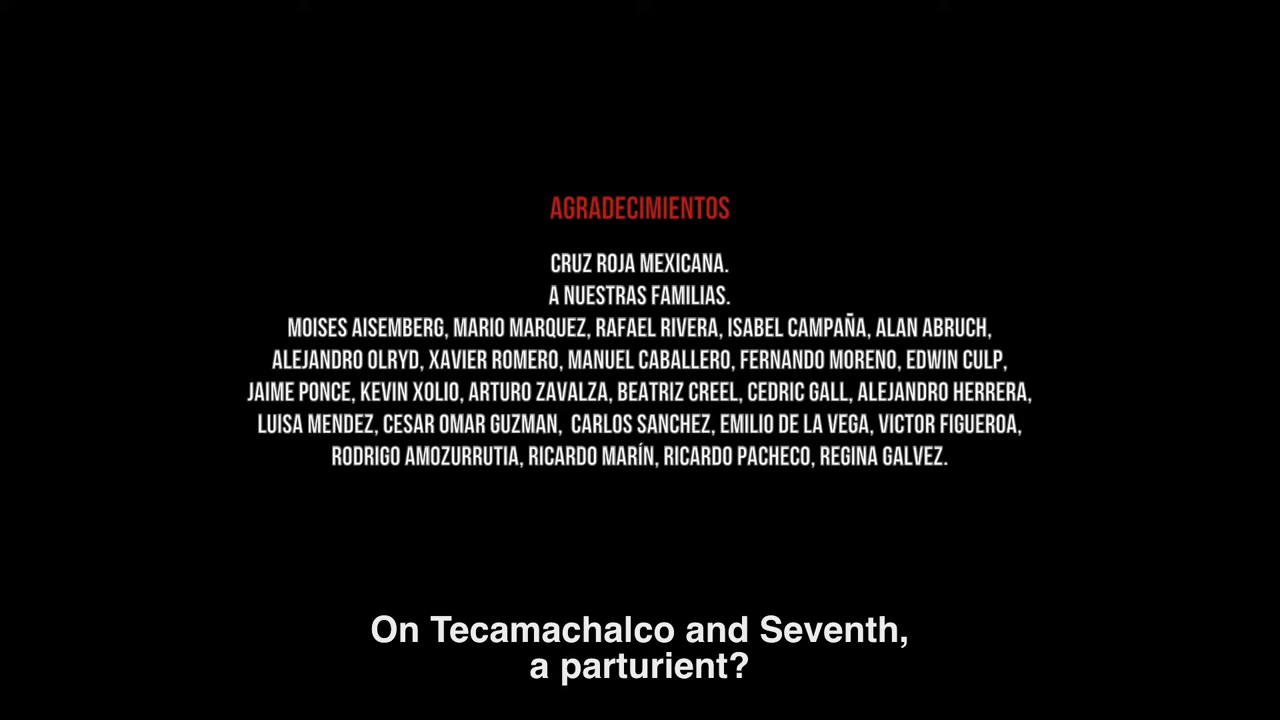 AGRADECIMIENTOS
CRUZ ROJA MEXICANA.
A NUESTRAS FAMILIAS.
MOISES AISEMBERG, MARIO MARQUEZ, RAFAEL RIVERA, ISABEL CAMPAÑA, ALAN ABRUCH,
ALEJANDRO OLRYD, XAVIER ROMERO, MANUEL CABALLERO, FERNANDO MORENO, EDWIN CULP,
JAIME PONCE, KEVIN XOLIO, ARTURO ZAVALZA, BEATRIZ CREEL, CEDRIC GALL, ALEJANDRO HERRERA,
LUISA MENDEZ, CESAR OMAR GUZMAN, CARLOS SANCHEZ, EMILIO DE LA VEGA, VICTOR FIGUEROA,
RODRIGO AMOZURRUTIA, RICARDO MARÍN, RICARDO PACHECO, REGINA GALVEZ.
On Tecamachalco and Seventh,
a parturient?